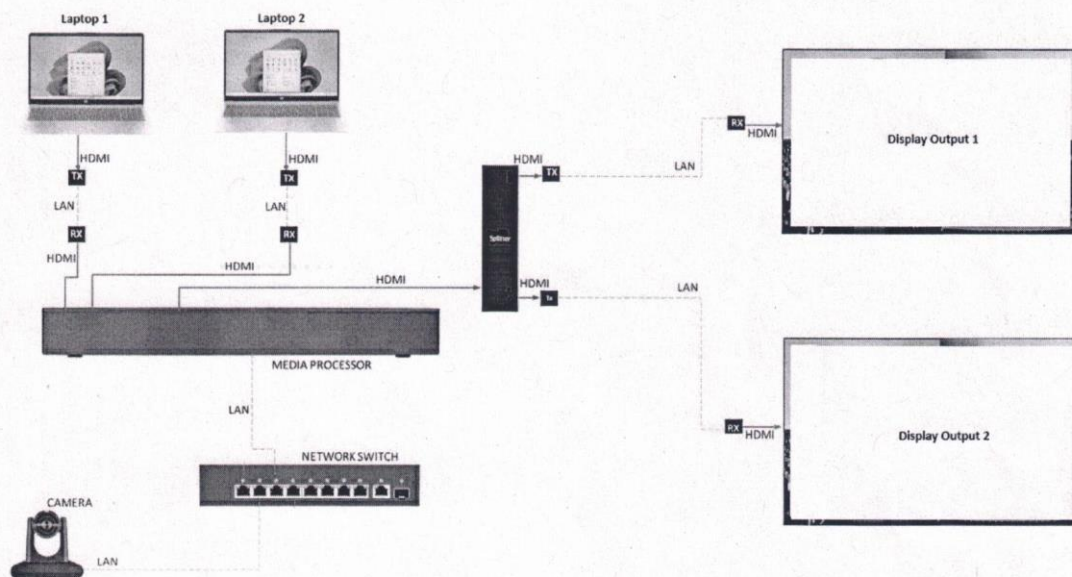 Laptop 1
Laptop 2
HDMI
HDMI
TX
TX
LAN
LAN
RX
RX
HDMI
HDMI
HDMI
MEDIA PROCESSOR
Splitter
HDMI
TX
LAN
RX
HDMI
Display Output 1
HDMI
Tx
LAN
RX
HDMI
Display Output 2
LAN
NETWORK SWITCH
CAMERA
LAN